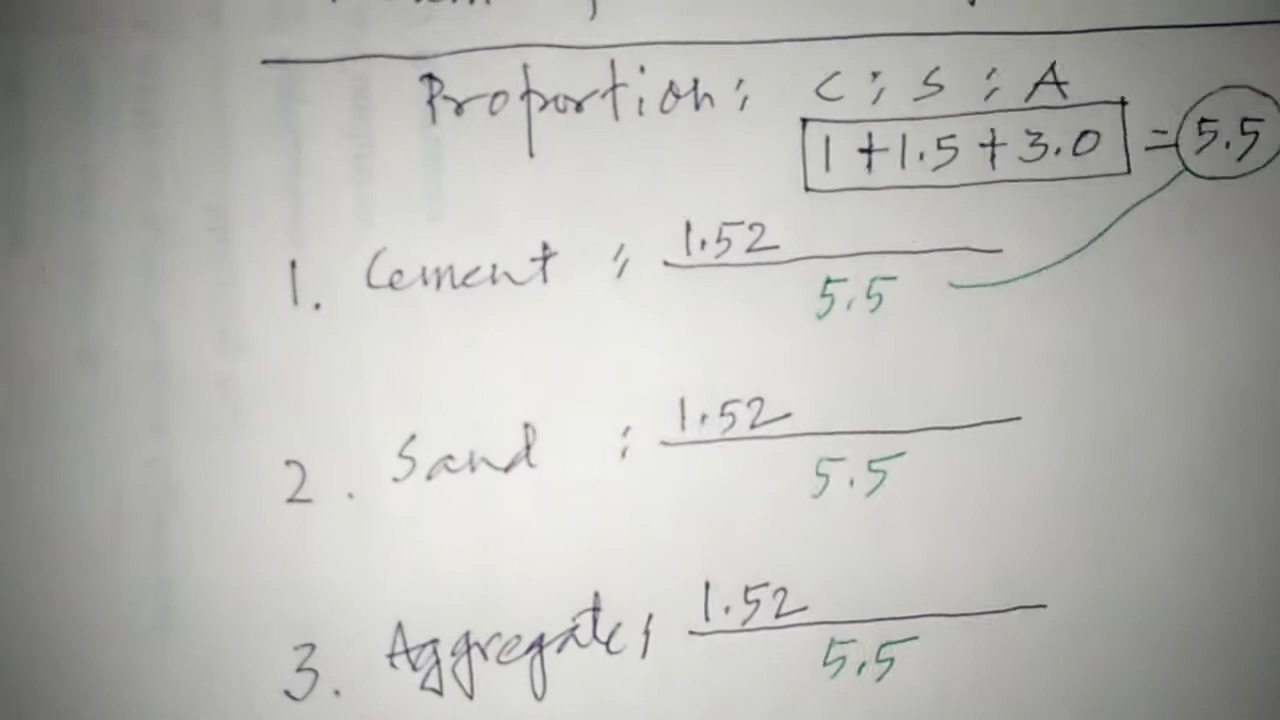 Proportion: C : S : A
1 + 1.5 + 3.0 = 5.5
1. Cement : 1.52
5.5
2. Sand : 1.52
5.5
3. Aggregate: 1.52
5.5